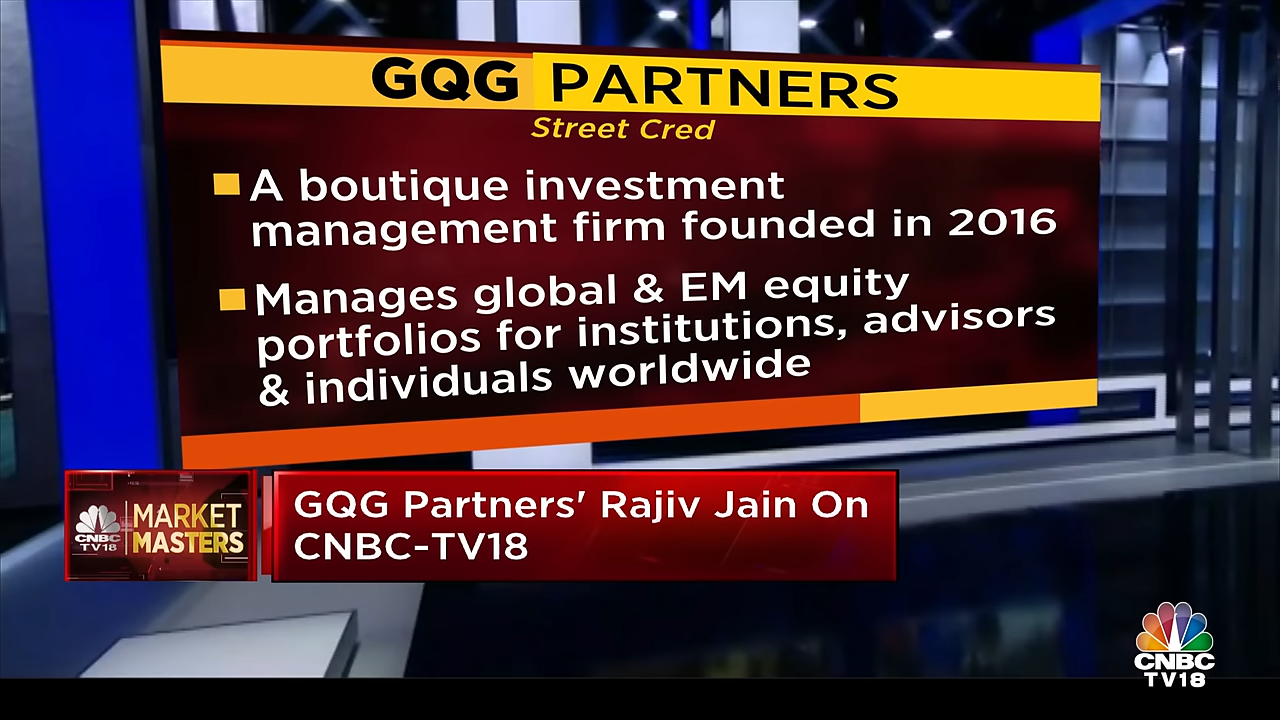 GQG PARTNERS
Street Cred
A boutique investment
management firm founded in 2016
Manages global & EM equity
portfolios for institutions, advisors
& individuals worldwide
CNBC
TV18
MARKET
MASTERS
GQG Partners' Rajiv Jain On
CNBC-TV18
CNBC
TV18